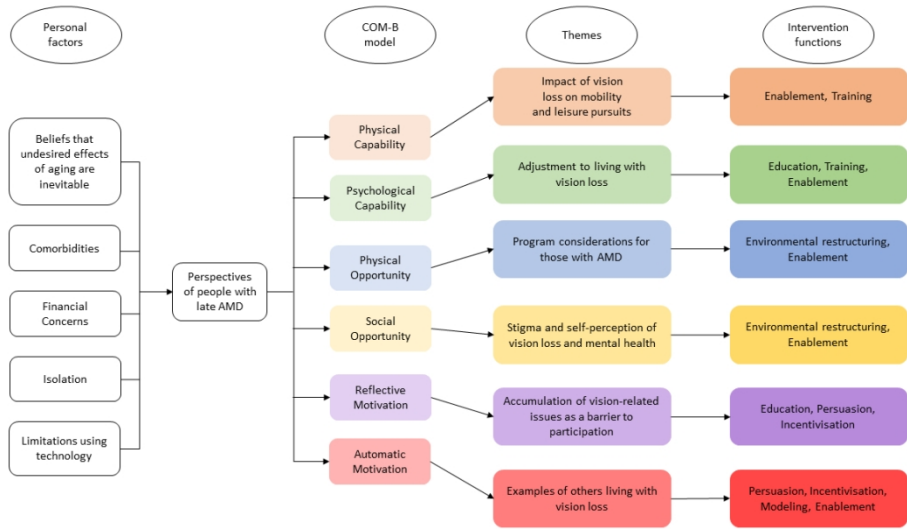 Personal
factors
COM-B
model
Themes
Intervention
functions
Beliefs that
undesired effects
of aging are
inevitable
Comorbidities
Financial
Concerns
Isolation
Limitations using
technology
Perspectives
of people with
late AMD
Physical
Capability
Psychological
Capability
Physical
Opportunity
Social
Opportunity
Reflective
Motivation
Automatic
Motivation
Impact of vision
loss on mobility
and leisure pursuits
Adjustment to living with
vision loss
Program considerations for
those with AMD
Stigma and self-perception of
vision loss and mental health
Accumulation of vision-related
issues as a barrier to
participation
Examples of others living with
vision loss
Enablement, Training
Education, Training,
Enablement
Environmental restructuring,
Enablement
Environmental restructuring,
Enablement
Education, Persuasion,
Incentivisation
Persuasion, Incentivisation,
Modeling, Enablement